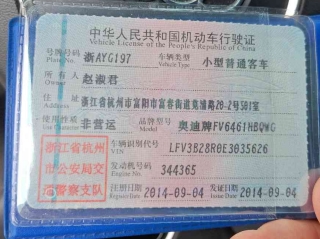 中华人民共和国机动车行驶证
Vehicle License of the People's Republic of China
号牌号码 浙AYG197 车辆类型 小型普通客车
Plate No. Vehicle Type
所有人 赵淑君
Owner
住址 浙江省杭州市富阳市富春街道 28-2号501室
Address
使用性质 非营运 品牌型号 奥迪牌FV6461HBQWG
Use Character Model
浙江省杭州市公安局交通警察支队
车辆识别代号 LFV3B28R0E3035626
VIN
发动机号码 344365
Engine No.
注册日期 2014-09-04 发证日期 2014-09-04
Register Date Issue Date